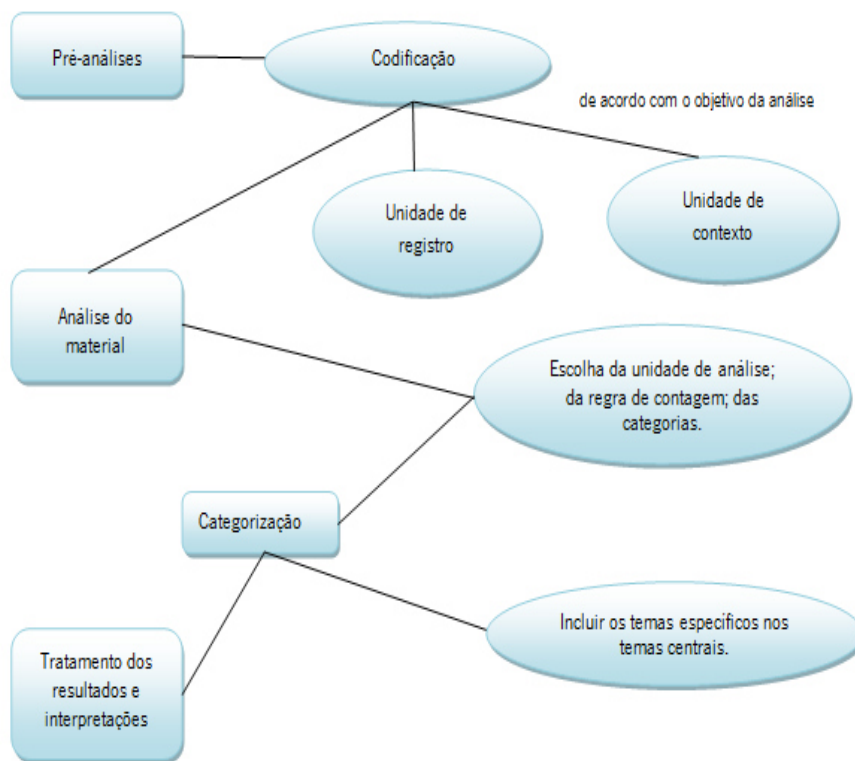 Pré-análises
Codificação
de acordo com o objetivo da análise
Unidade de
registro
Unidade de
contexto
Análise do
material
Escolha da unidade de análise;
da regra de contagem; das
categorias.
Categorização
Incluir os temas específicos nos
temas centrais.
Tratamento dos
resultados e
interpretações